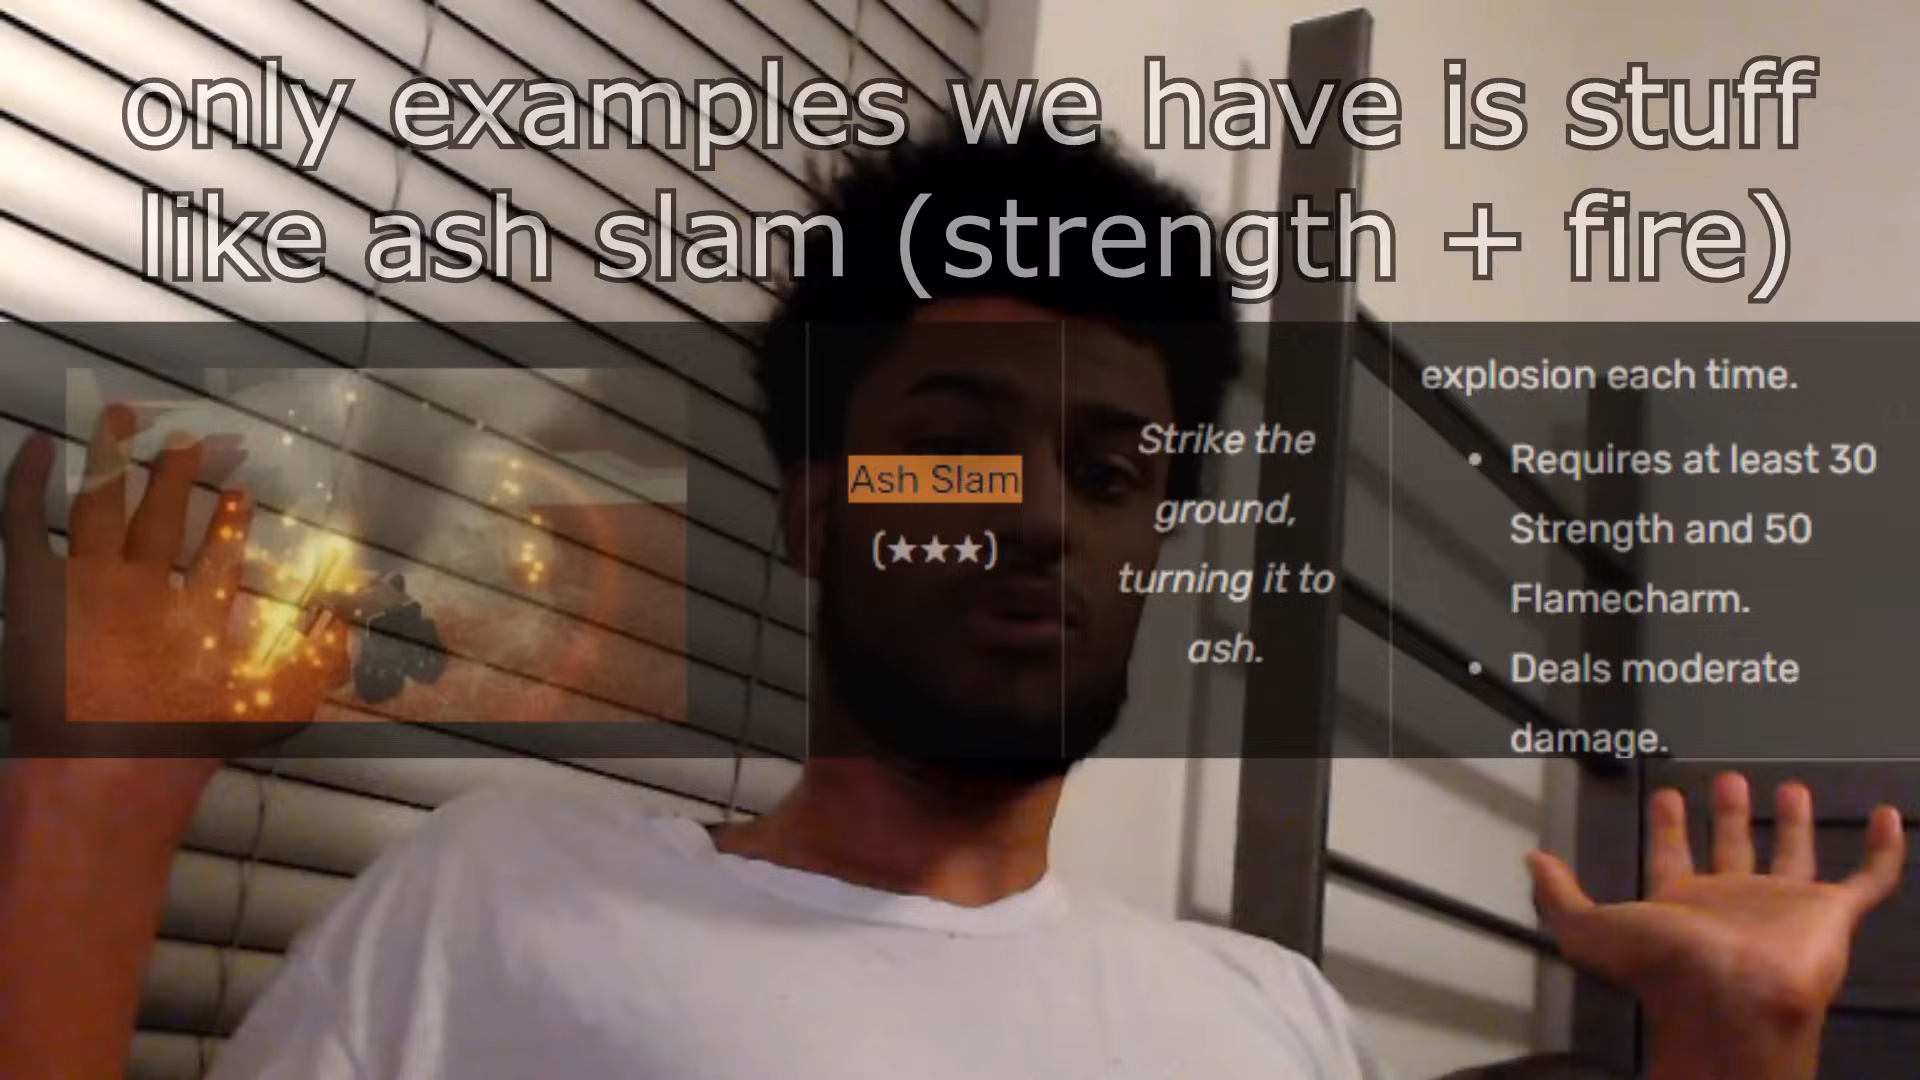 only examples we have is stuff
like ash slam (strength + fire)
Ash Slam
(★★★)
Strike the
ground,
turning it to
ash.
explosion each time.
• Requires at least 30
Strength and 50
Flamecharm.
• Deals moderate
damage.